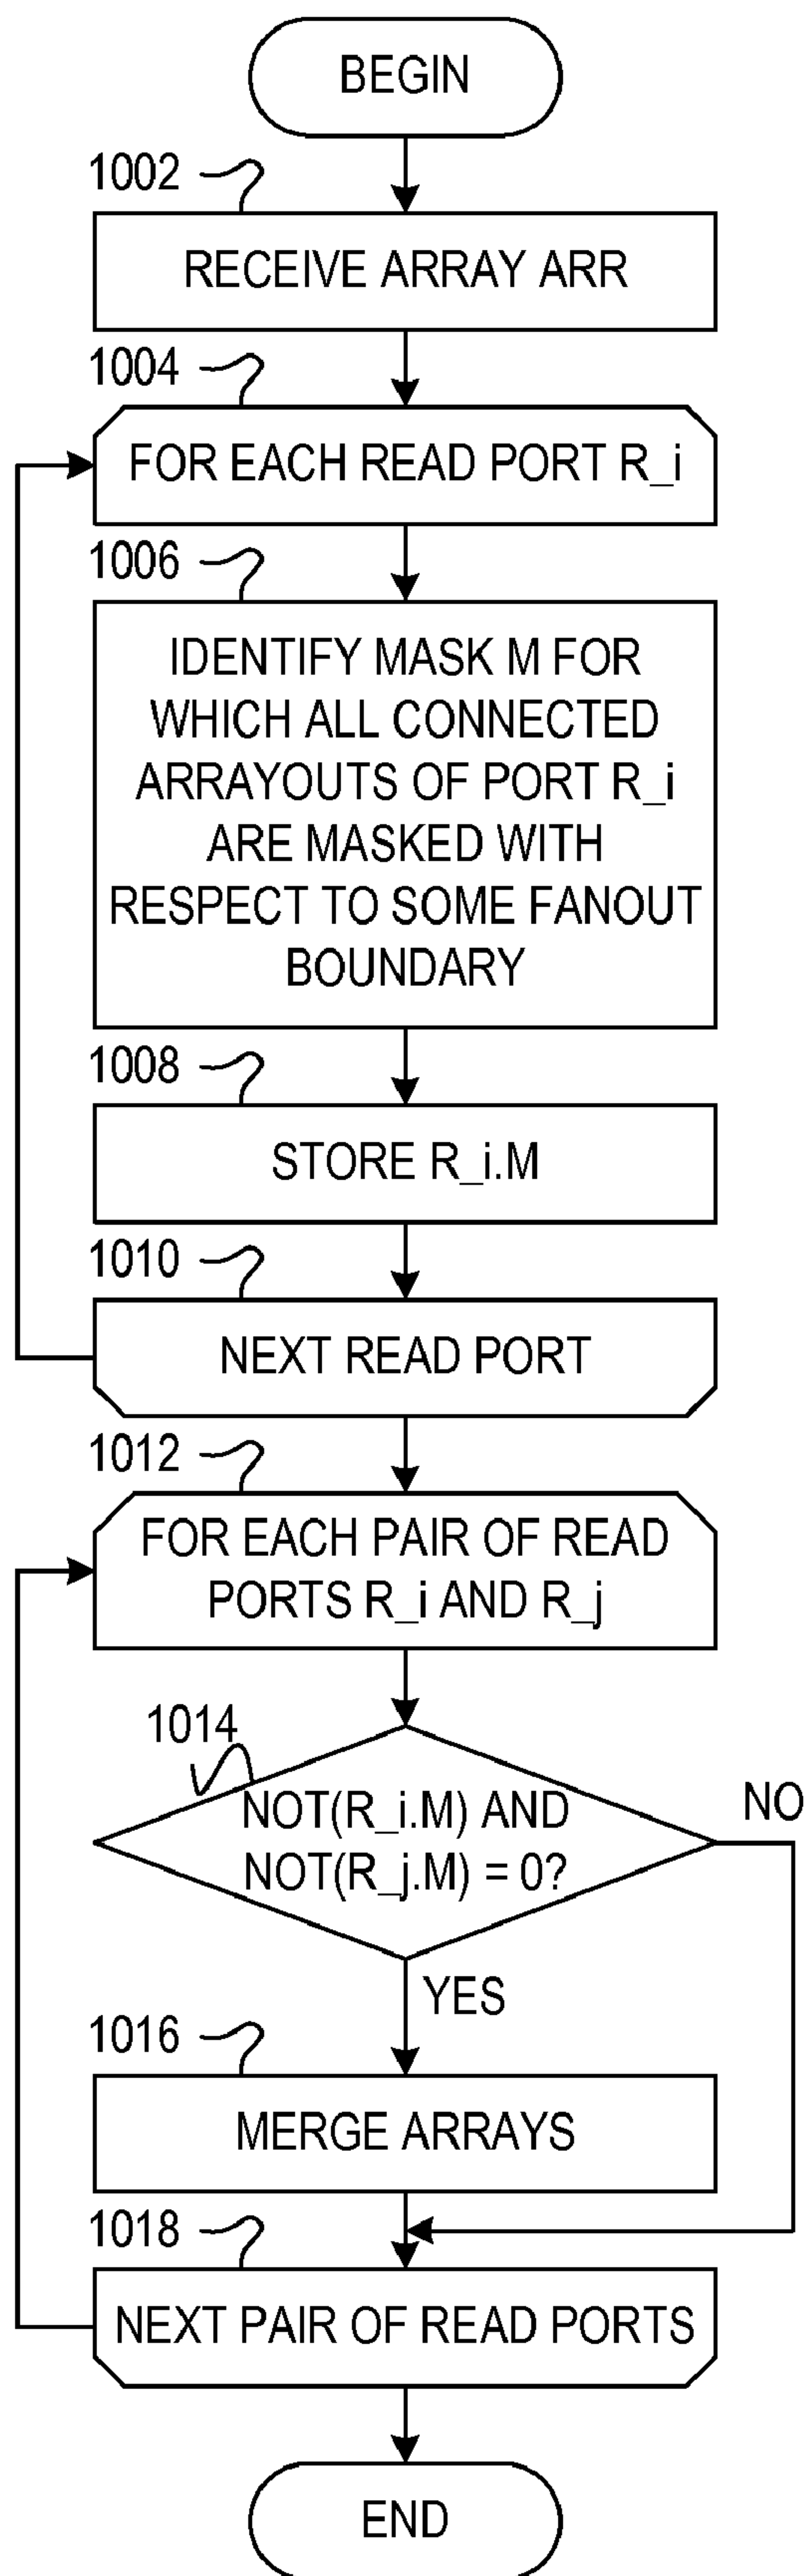 BEGIN
1002
RECEIVE ARRAY ARR
1004
FOR EACH READ PORT R_i
1006
IDENTIFY MASK M FOR
WHICH ALL CONNECTED
ARRAYOUTS OF PORT R_i
ARE MASKED WITH
RESPECT TO SOME FANOUT
BOUNDARY
1008
STORE R_i.M
1010
NEXT READ PORT
1012
FOR EACH PAIR OF READ
PORTS R_i AND R_j
1014
NOT(R_i.M) AND
NOT(R_j.M) = 0?
NO
YES
1016
MERGE ARRAYS
1018
NEXT PAIR OF READ PORTS
END